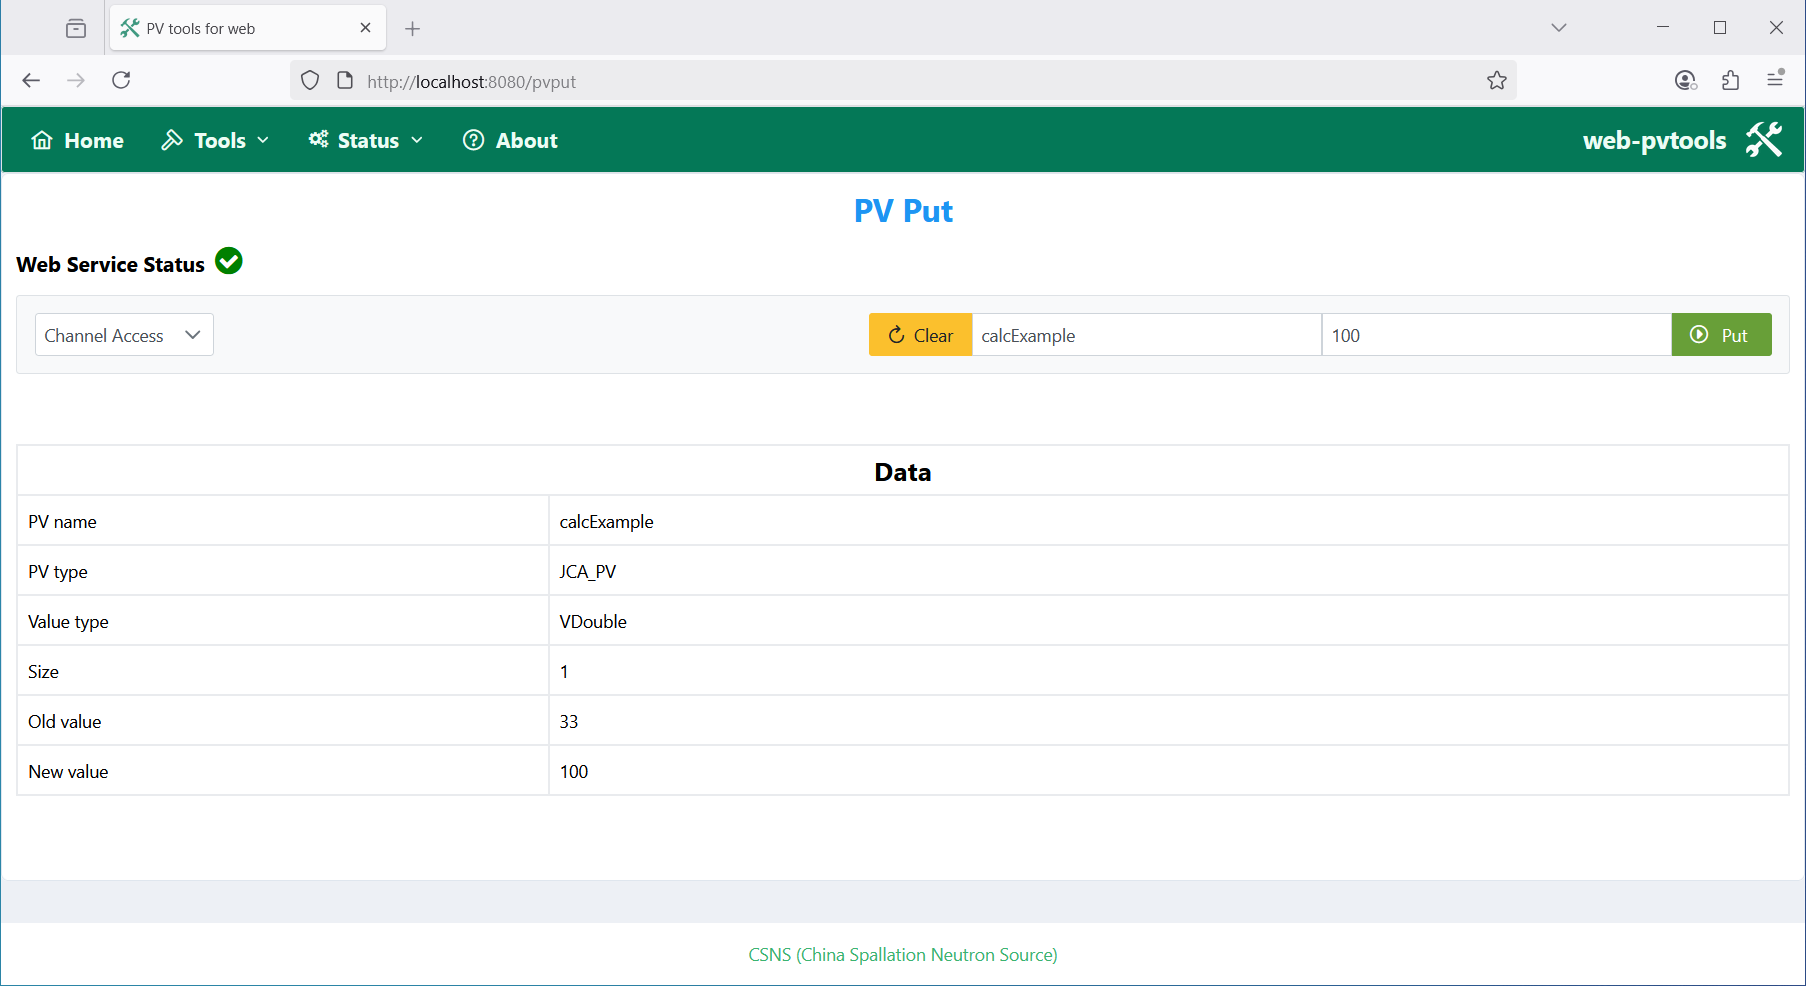 PV tools for web
http://localhost:8080/pvput
Home Tools Status About web-pvtools
PV Put
Web Service Status
Channel Access Clear calcExample 100 Put
Data
PV name calcExample
PV type JCA_PV
Value type VDouble
Size 1
Old value 33
New value 100
CSNS (China Spallation Neutron Source)